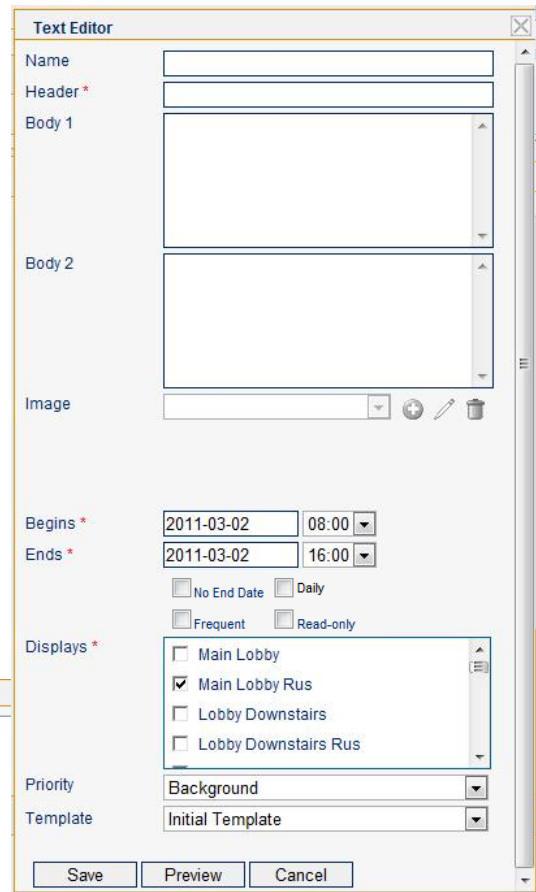 Text Editor
Name
Header *
Body 1
Body 2
Image
Begins * 2011-03-02 08:00
Ends * 2011-03-02 16:00
No End Date Daily
Frequent Read-only
Displays * Main Lobby
Main Lobby Rus
Lobby Downstairs
Lobby Downstairs Rus
Priority Background
Template Initial Template
Save Preview Cancel